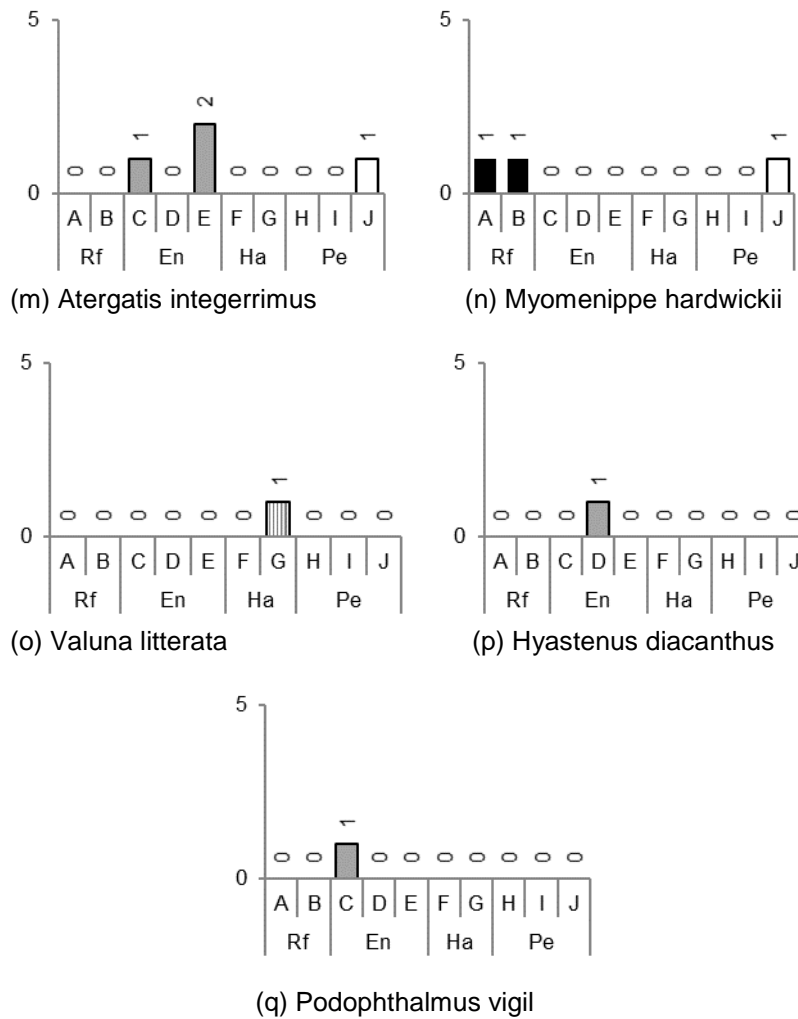 5
0
0 0 1 0 2 0 0 0 0 1
A B C D E F G H I J
Rf En Ha Pe
(m) Atergatis integerrimus
5
0
1 1 0 0 0 0 0 0 0 1
A B C D E F G H I J
Rf En Ha Pe
(n) Myomenippe hardwickii
5
0
0 0 0 0 0 0 1 0 0 0
A B C D E F G H I J
Rf En Ha Pe
(o) Valuna litterata
5
0
0 0 0 1 0 0 0 0 0 0
A B C D E F G H I J
Rf En Ha Pe
(p) Hyastenus diacanthus
5
0
0 0 1 0 0 0 0 0 0 0
A B C D E F G H I J
Rf En Ha Pe
(q) Podophthalmus vigil